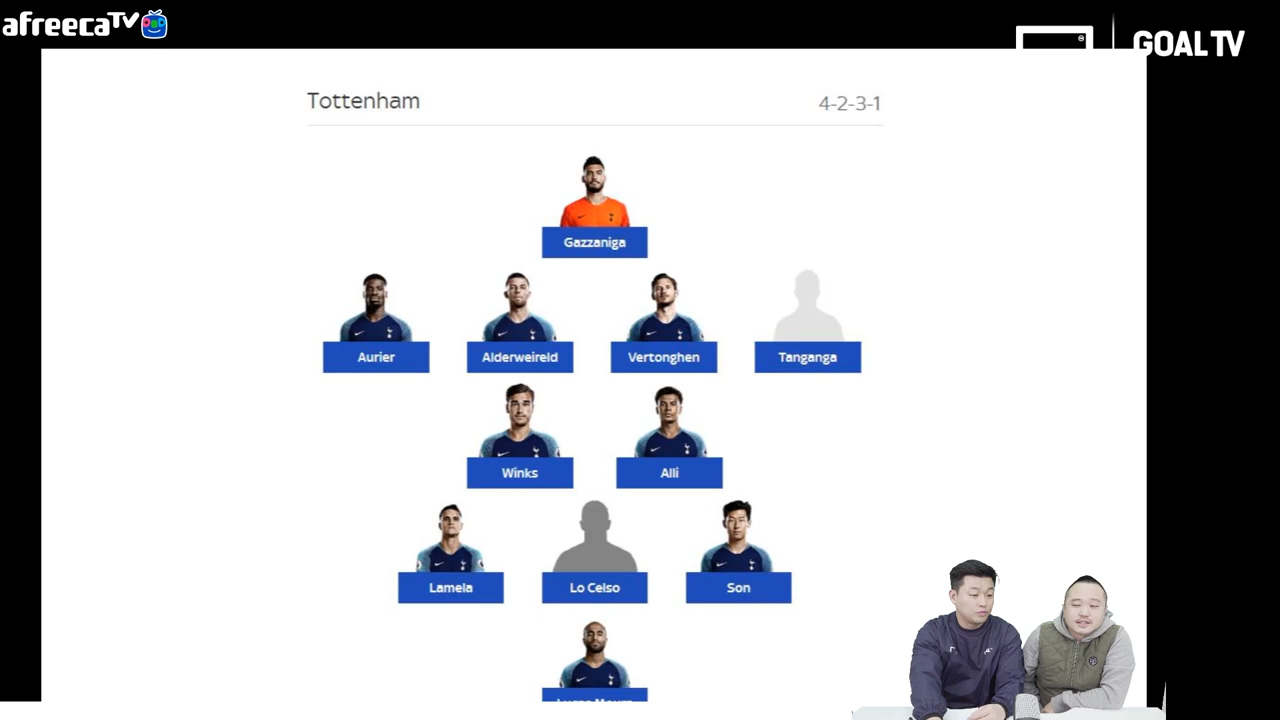 afreecaTV
GOAL TV
Tottenham
4-2-3-1
Gazzaniga
Aurier
Alderweireld
Vertonghen
Tanganga
Winks
Alli
Lamela
Lo Celso
Son